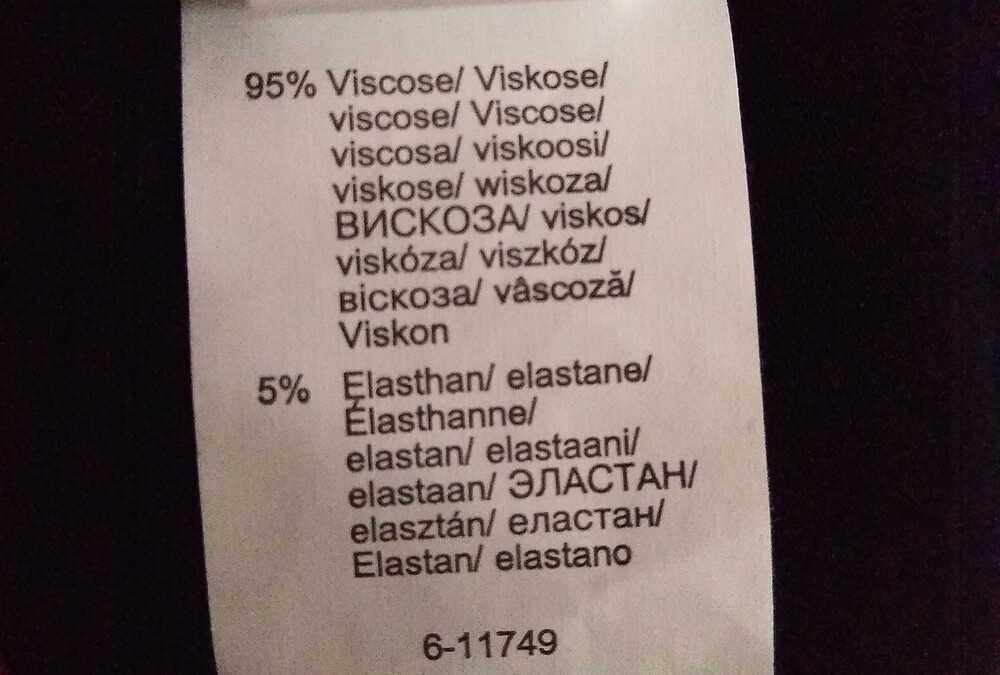 95% Viscose/ Viskose/
viscose/ Viscose/
viscosa/ viskoosi/
viskose/ wiskoza/
ВИСКОЗА/ viskos/
viskóza/ viszkóz/
віскоза/ vâscoză/
Viskon
5% Elasthan/ elastane/
Élasthanne/
elastan/ elastaani/
elastaan/ ЭЛАСТАН/
elasztán/ еластан/
Elastan/ elastano
6-11749